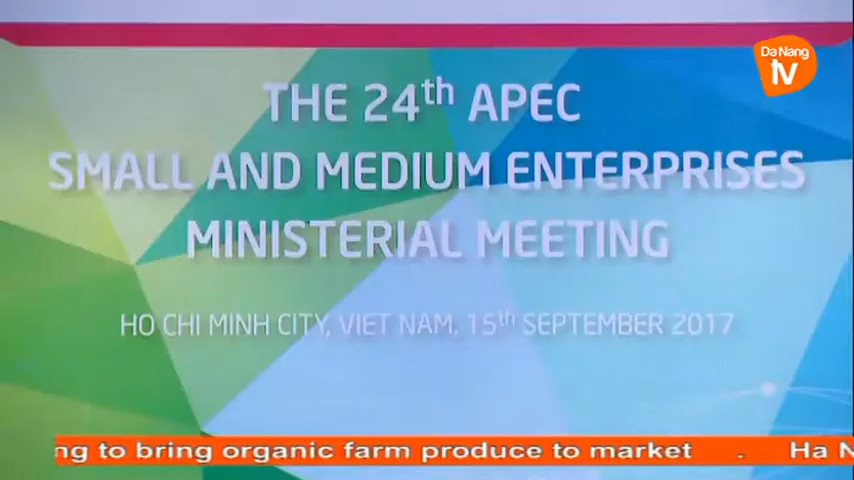 Da Nang
tv
THE 24th APEC
SMALL AND MEDIUM ENTERPRISES
MINISTERIAL MEETING
HO CHI MINH CITY, VIET NAM, 15th SEPTEMBER 2017
ng to bring organic farm produce to market . Ha N